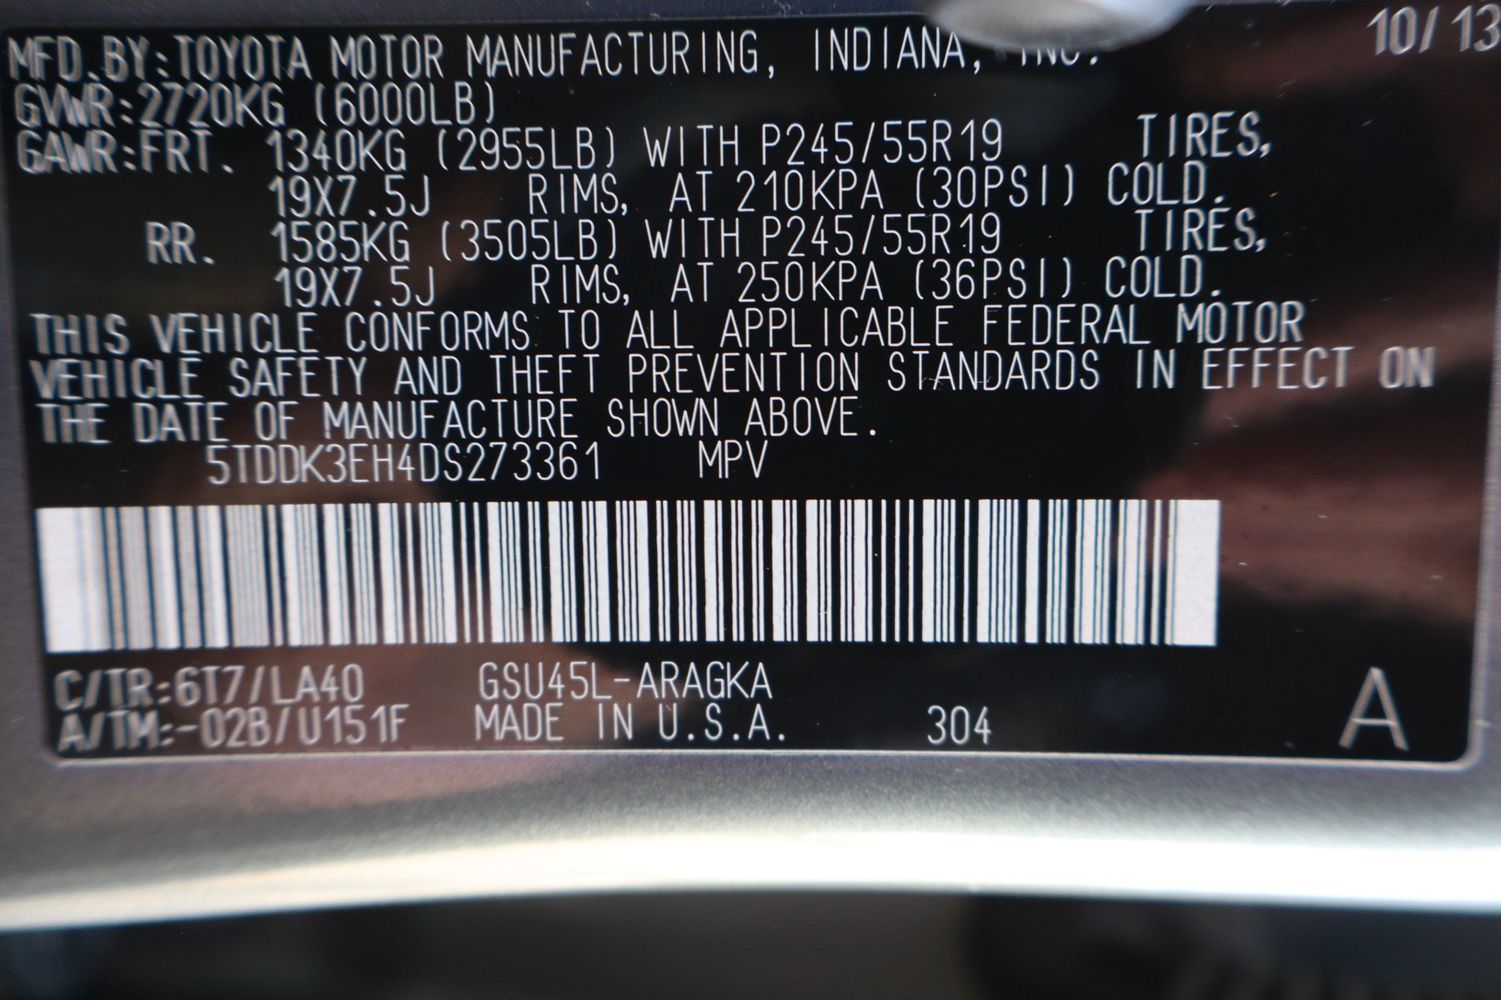 10/13
MFD.BY:TOYOTA MOTOR MANUFACTURING, INDIANA, INC.
GVWR:2720KG (6000LB)
GAWR:FRT. 1340KG (2955LB) WITH P245/55R19 TIRES,
19X7.5J RIMS, AT 210KPA (30PSI) COLD.
RR. 1585KG (3505LB) WITH P245/55R19 TIRES,
19X7.5J RIMS, AT 250KPA (36PSI) COLD.
THIS VEHICLE CONFORMS TO ALL APPLICABLE FEDERAL MOTOR
VEHICLE SAFETY AND THEFT PREVENTION STANDARDS IN EFFECT ON
THE DATE OF MANUFACTURE SHOWN ABOVE.
5TDDK3EH4DS273361 MPV
C/TR:6T7/LA40 GSU45L-ARAGKA
A/TM:-02B/U151F MADE IN U.S.A. 304 A